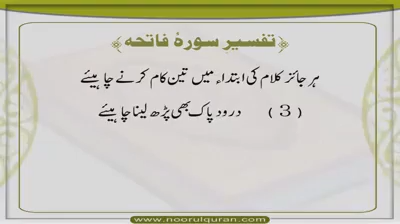 تفسیرِ سورۂ فاتحہ
ہر جائز کلام کی ابتداء میں تین کام کرنے چاہیئے
( 3 ) درود پاک بھی پڑھ لینا چاہیئے
www.noorulquran.com